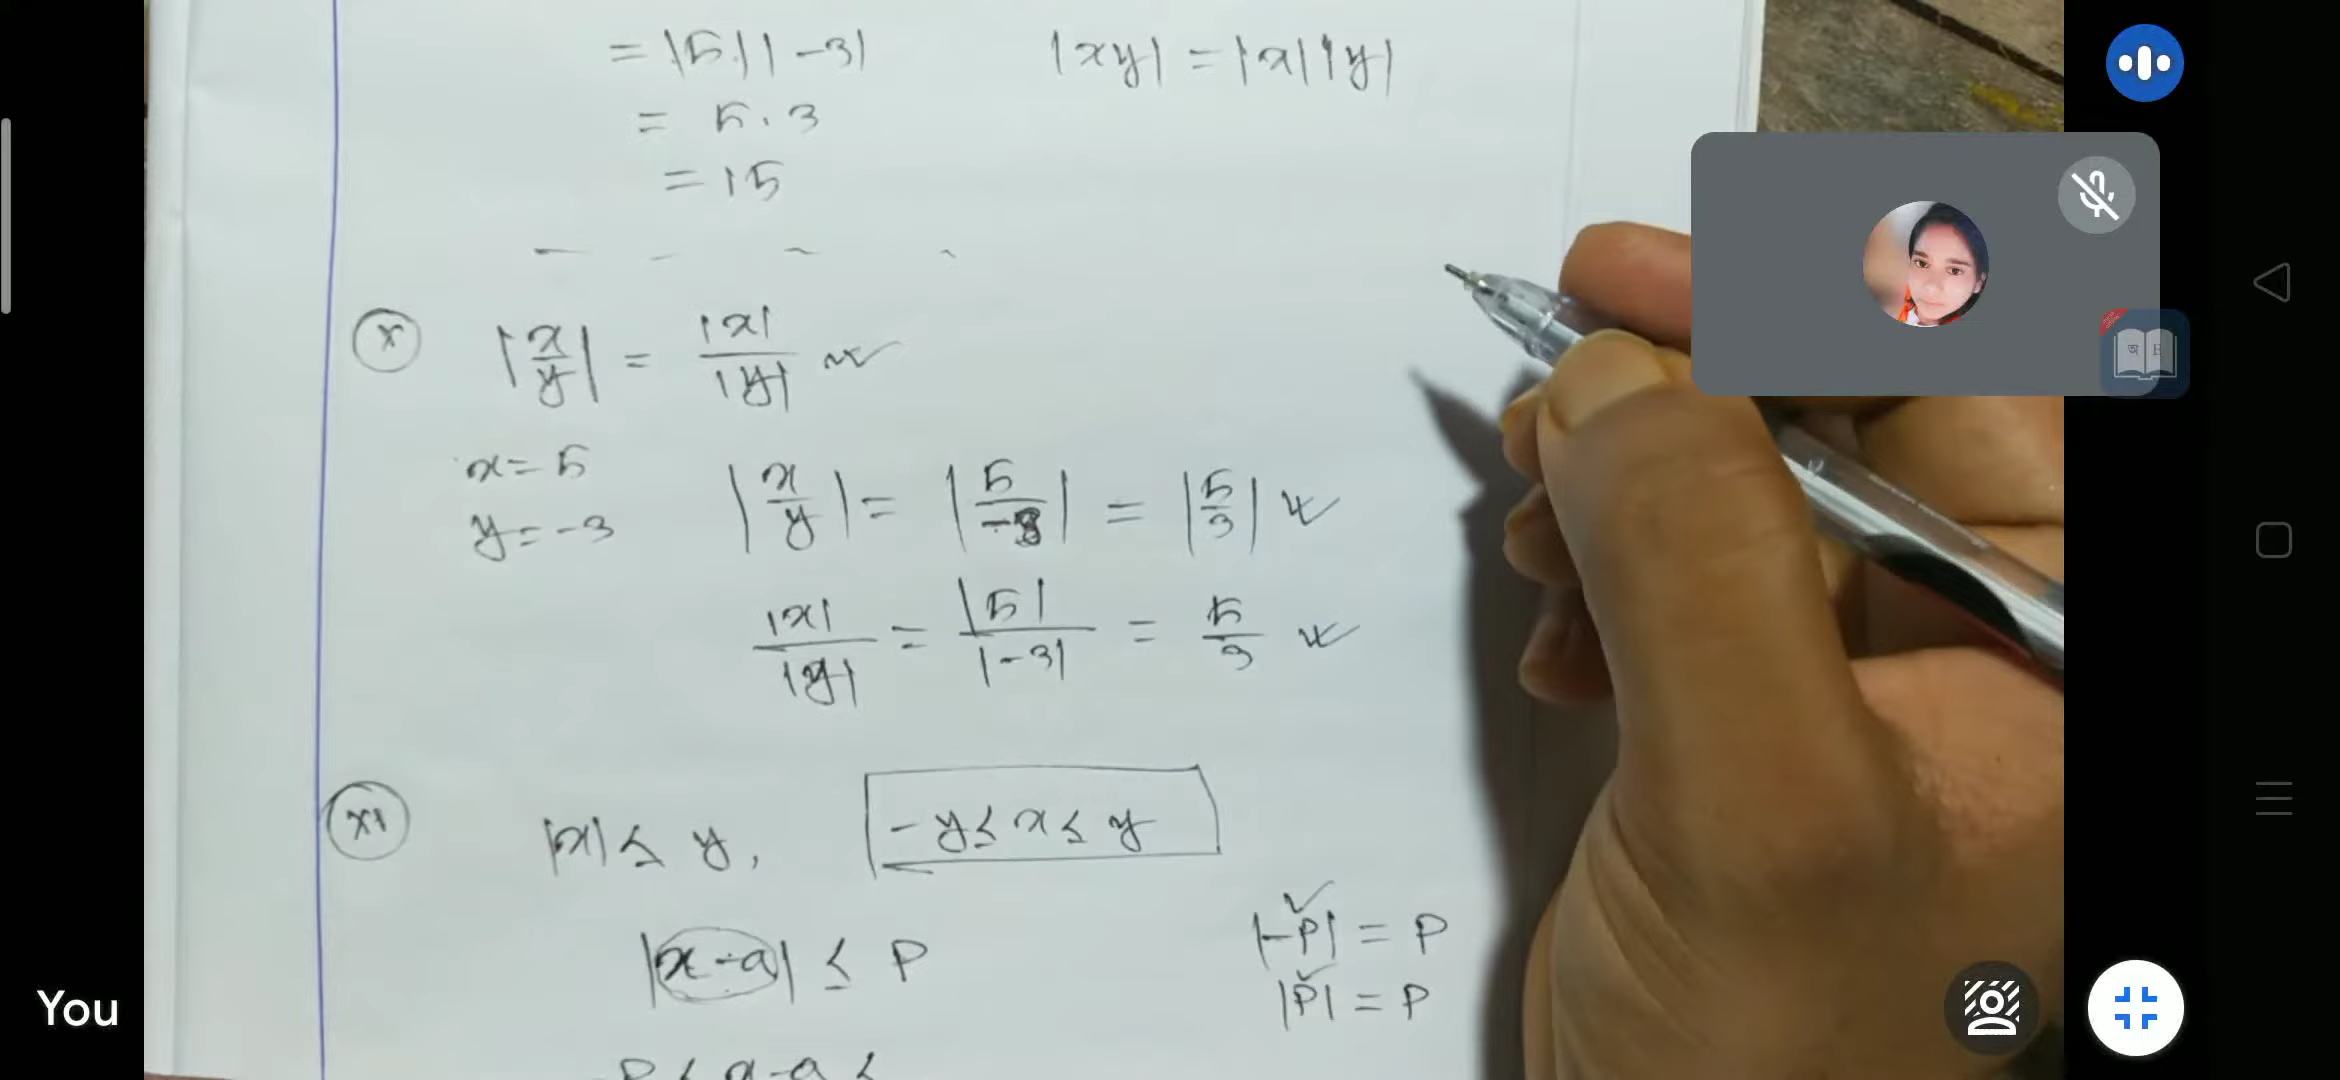 = |5| |-3|
|xy| = |x| |y|
= 5.3
= 15
x |x/y| = |x|/|y|
x = 5
y = -3
|x/y| = |5/-3| = |5/3|
|x|/|y| = |5|/|-3| = 5/3
xi |x| ≤ y, -y ≤ x ≤ y
|x-a| ≤ P
|-P| = P
|P| = P
-P ≤ x-a ≤
You